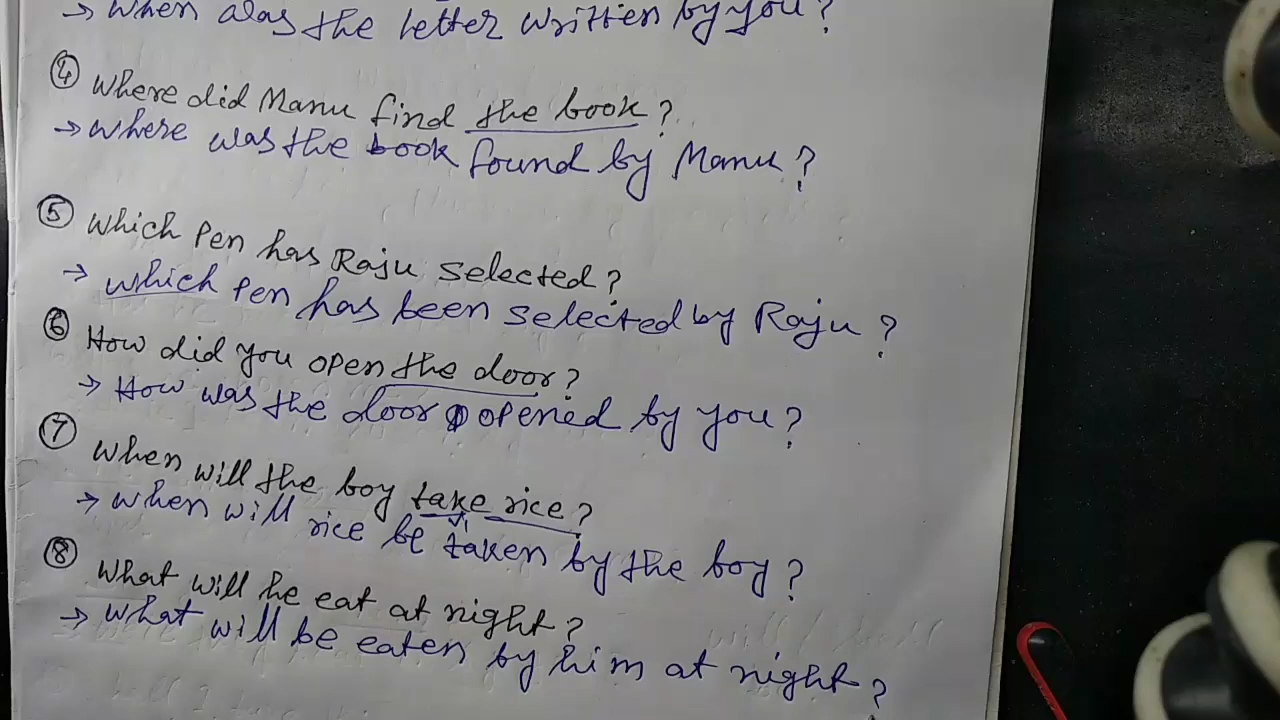 → When was the letter written by you?
④ Where did Manu find the book?
→ Where was the book found by Manu?
⑤ Which Pen has Raju selected?
→ Which Pen has been selected by Raju?
⑥ How did you open the door?
→ How was the door opened by you?
⑦ When will the boy take rice?
→ When will rice be taken by the boy?
⑧ What will he eat at night?
→ What will be eaten by him at night?